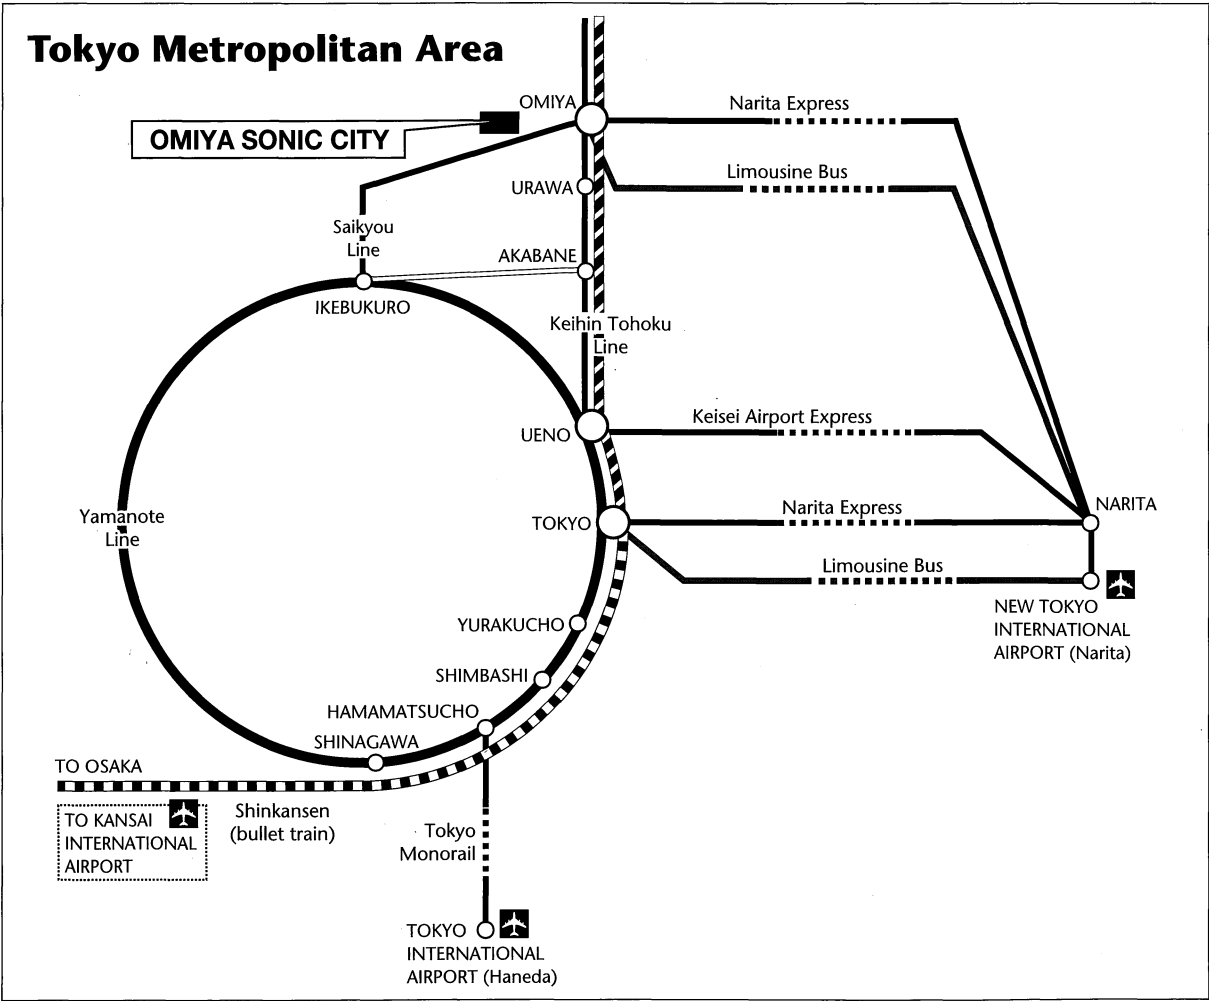 Tokyo Metropolitan Area
OMIYA
Narita Express
OMIYA SONIC CITY
Limousine Bus
URAWA
Saikyou
Line
AKABANE
IKEBUKURO
Keihin Tohoku
Line
Keisei Airport Express
UENO
NARITA
Narita Express
Yamanote
Line
TOKYO
Limousine Bus
NEW TOKYO
INTERNATIONAL
AIRPORT (Narita)
YURAKUCHO
SHIMBASHI
HAMAMATSUCHO
SHINAGAWA
TO OSAKA
Shinkansen
(bullet train)
TO KANSAI
INTERNATIONAL
AIRPORT
Tokyo
Monorail
TOKYO
INTERNATIONAL
AIRPORT (Haneda)